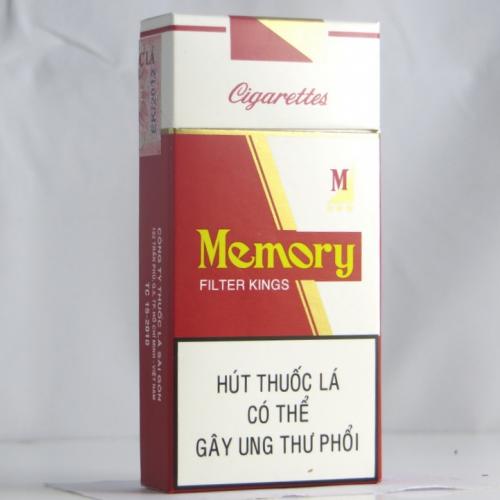 Cigarettes
M
Memory
FILTER KINGS
HÚT THUỐC LÁ
CÓ THỂ
GÂY UNG THƯ PHỔI
CÔNG TY THUỐC LÁ SÀI GÒN
TC 15-2010